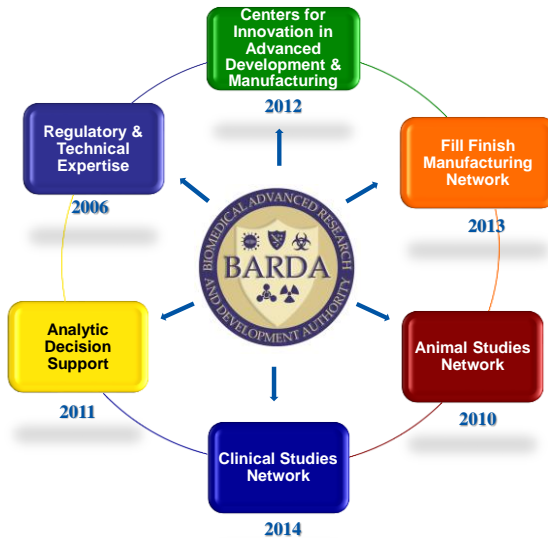 Centers for
Innovation in
Advanced
Development &
Manufacturing
2012
Regulatory &
Technical
Expertise
2006
Fill Finish
Manufacturing
Network
2013
BIOMEDICAL ADVANCED RESEARCH
BARDA
AND DEVELOPMENT AUTHORITY
Analytic
Decision
Support
2011
Animal Studies
Network
2010
Clinical Studies
Network
2014